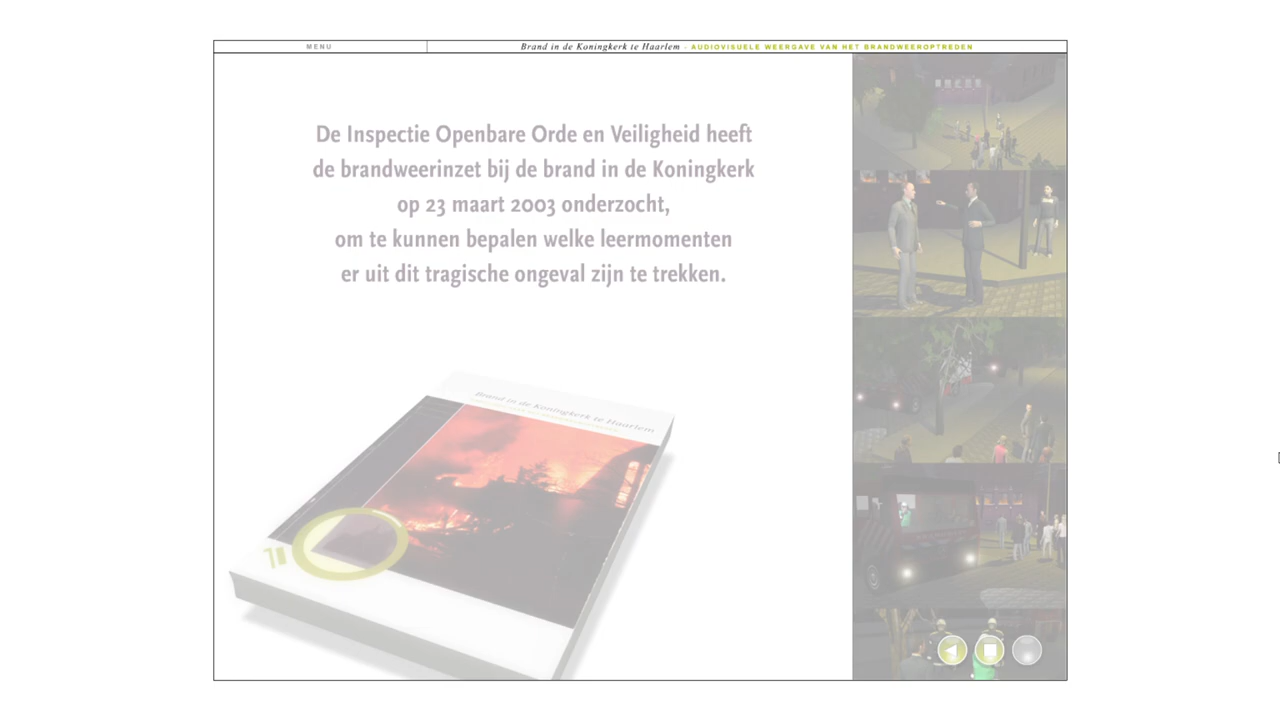 MENU
Brand in de Koningkerk te Haarlem - AUDIOVISUELE WEERGAVE VAN HET BRANDWEEROPTREDEN
De Inspectie Openbare Orde en Veiligheid heeft
de brandweerinzet bij de brand in de Koningkerk
op 23 maart 2003 onderzocht,
om te kunnen bepalen welke leermomenten
er uit dit tragische ongeval zijn te trekken.
Brand in de Koningkerk te Haarlem